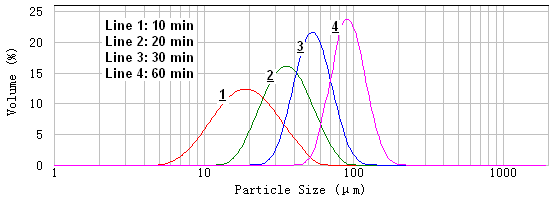 25
20
15
10
5
0
Volume (%)
Line 1: 10 min
Line 2: 20 min
Line 3: 30 min
Line 4: 60 min
1
2
3
4
1 10 100 1000
Particle Size (μm)